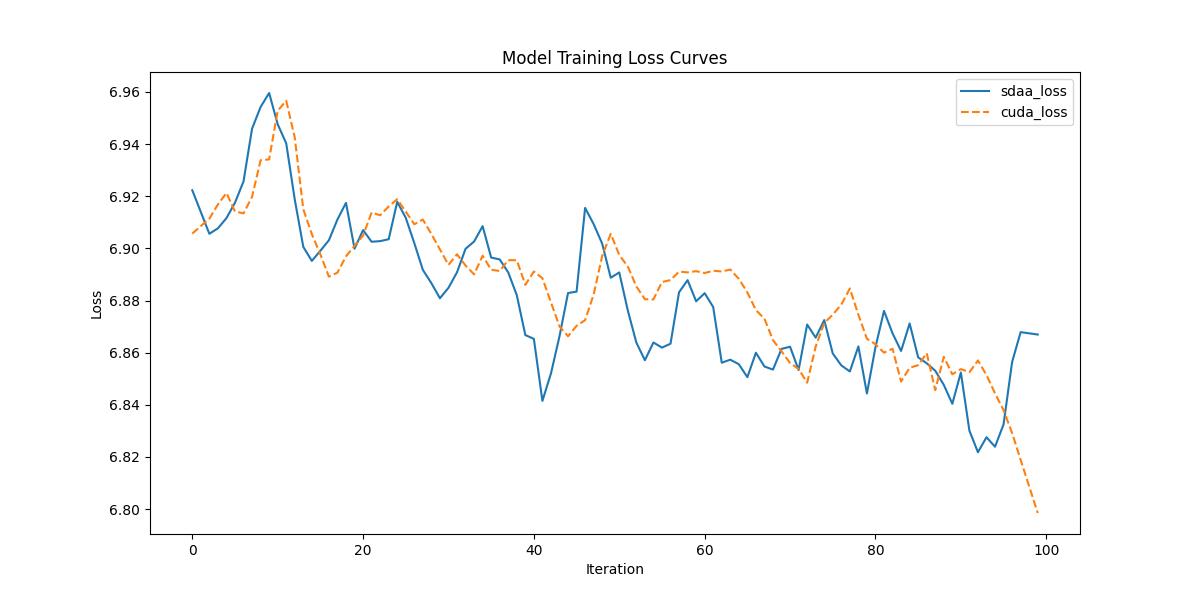 Model Training Loss Curves
sdaa_loss
cuda_loss
6.96
6.94
6.92
6.90
6.88
6.86
6.84
6.82
6.80
Loss
0 20 40 60 80 100
Iteration